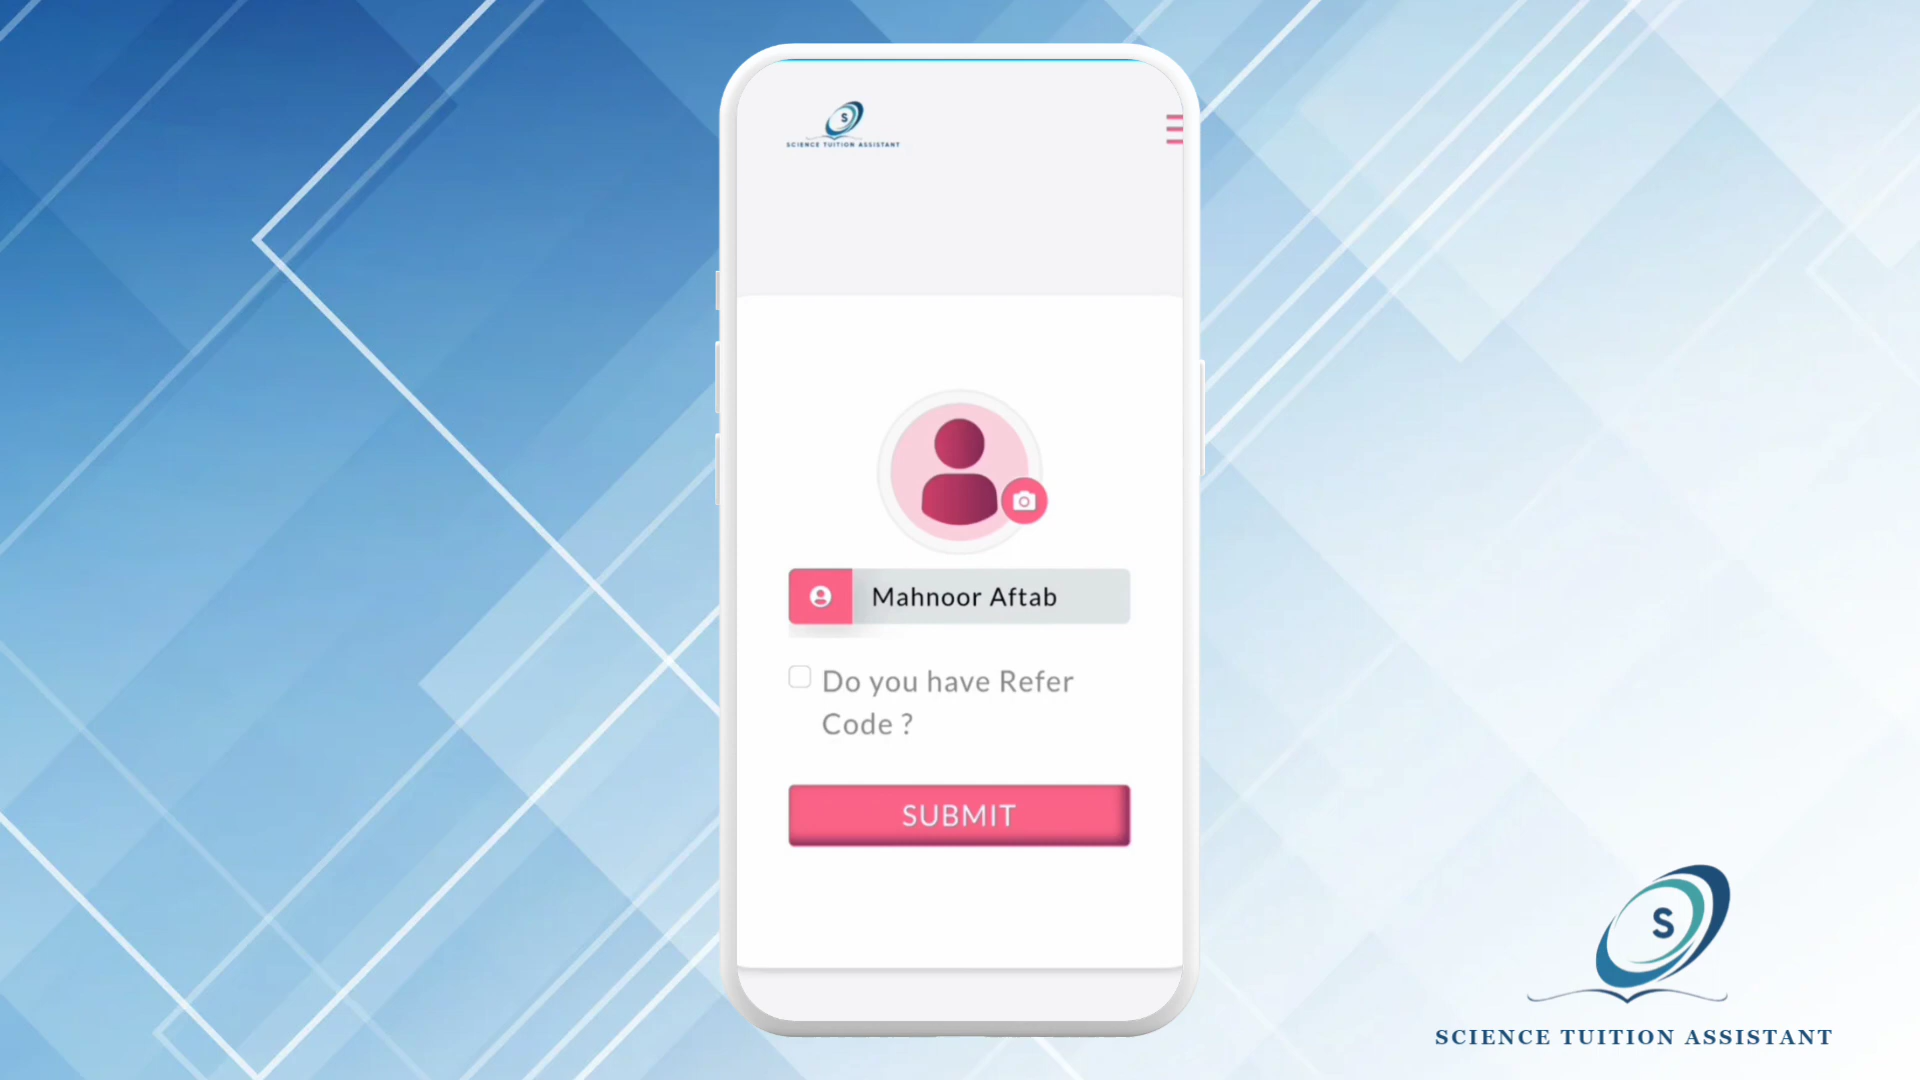 S
SCIENCE TUITION ASSISTANT
Mahnoor Aftab
Do you have Refer
Code ?
SUBMIT
S
SCIENCE TUITION ASSISTANT